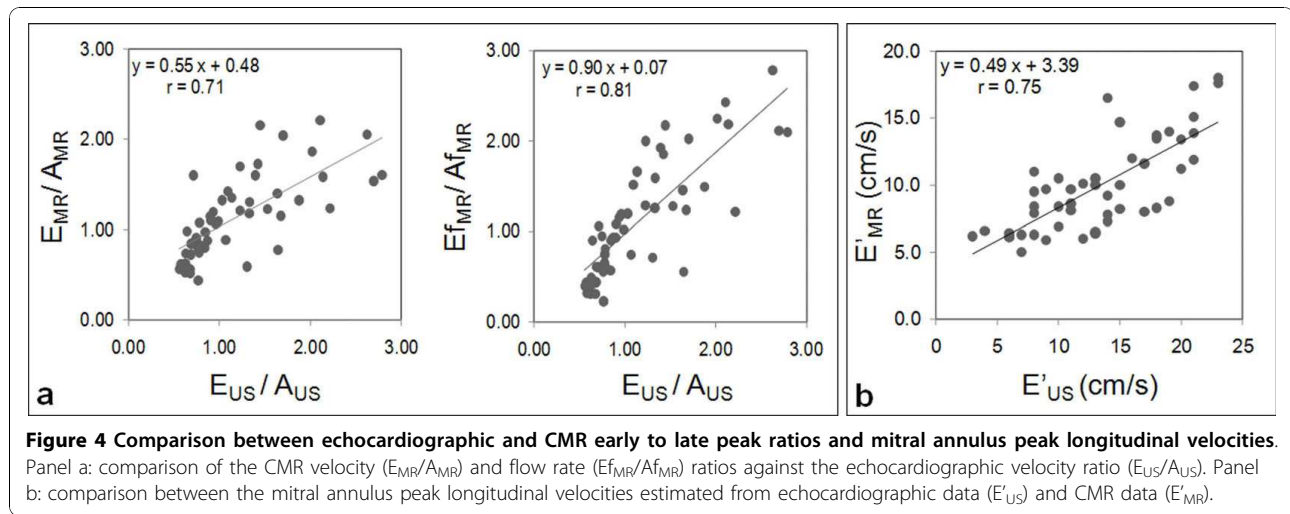 3.00
2.00
1.00
0.00
0.00 1.00 2.00 3.00
y = 0.55 x + 0.48
r = 0.71
E_MR/ A_MR
E_US / A_US
a
3.00
2.00
1.00
0.00
0.00 1.00 2.00 3.00
y = 0.90 x + 0.07
r = 0.81
Ef_MR/ Af_MR
E_US / A_US
20.0
15.0
10.0
5.0
0.0
0 5 10 15 20 25
y = 0.49 x + 3.39
r = 0.75
E'_MR (cm/s)
E'_US (cm/s)
b
Figure 4 Comparison between echocardiographic and CMR early to late peak ratios and mitral annulus peak longitudinal velocities.
Panel a: comparison of the CMR velocity (E_MR/A_MR) and flow rate (Ef_MR/Af_MR) ratios against the echocardiographic velocity ratio (E_US/A_US). Panel
b: comparison between the mitral annulus peak longitudinal velocities estimated from echocardiographic data (E'_US) and CMR data (E'_MR).